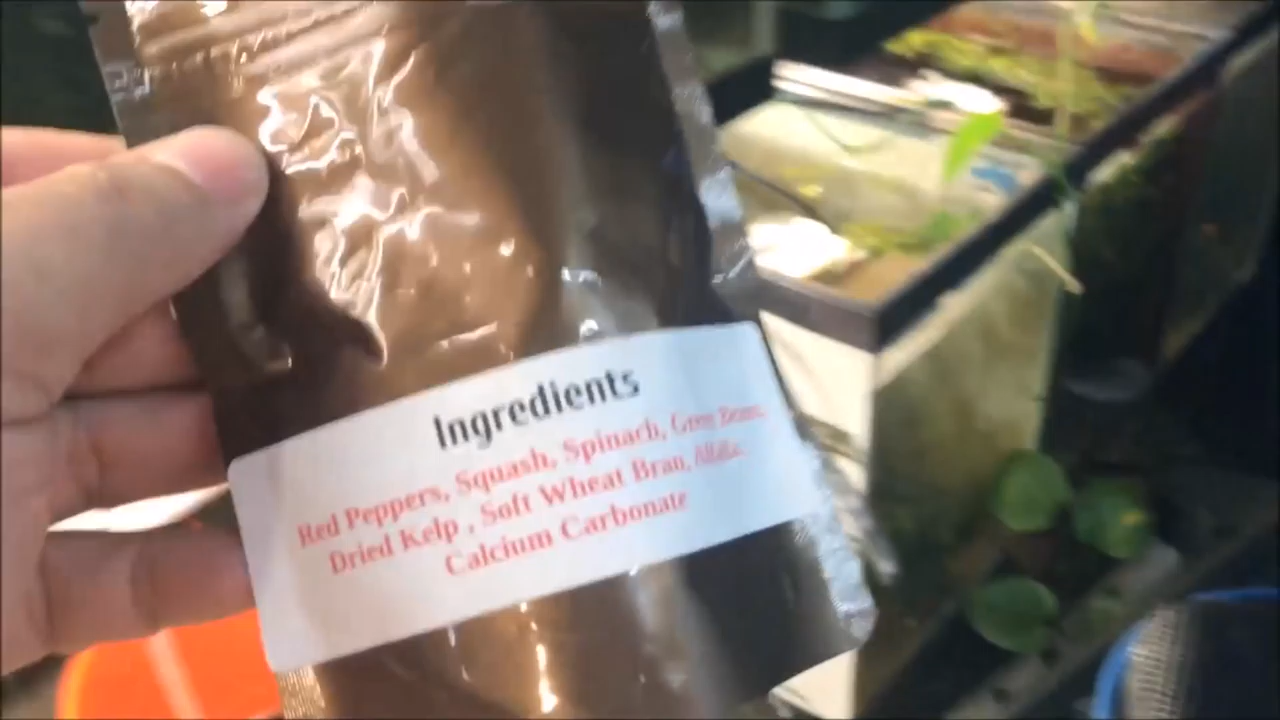 Ingredients
Red Peppers, Squash, Spinach, Green Beans,
Dried Kelp , Soft Wheat Bran, Alfalfa,
Calcium Carbonate